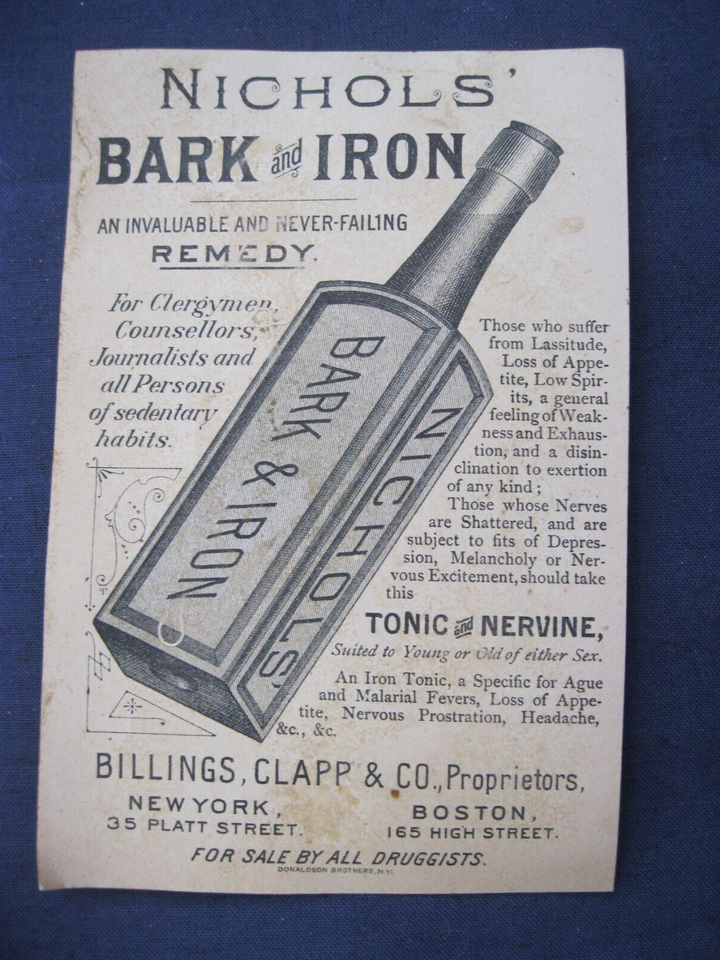 NICHOLS'
BARK and IRON
AN INVALUABLE AND NEVER-FAILING
REMEDY.
For Clergymen,
Counsellors,
Journalists and
all Persons
of sedentary
habits.
BARK & IRON
NICHOLS'
Those who suffer
from Lassitude,
Loss of Appe-
tite, Low Spir-
its, a general
feeling of Weak-
ness and Exhaus-
tion, and a disin-
clination to exertion
of any kind;
Those whose Nerves
are Shattered, and are
subject to fits of Depres-
sion, Melancholy or Ner-
vous Excitement, should take
this
TONIC and NERVINE,
Suited to Young or Old of either Sex.
An Iron Tonic, a Specific for Ague
and Malarial Fevers, Loss of Appe-
tite, Nervous Prostration, Headache,
&c., &c.
BILLINGS, CLAPP & CO., Proprietors,
NEW YORK,
35 PLATT STREET.
BOSTON,
165 HIGH STREET.
FOR SALE BY ALL DRUGGISTS.
DONALDSON BROTHERS, N.Y.